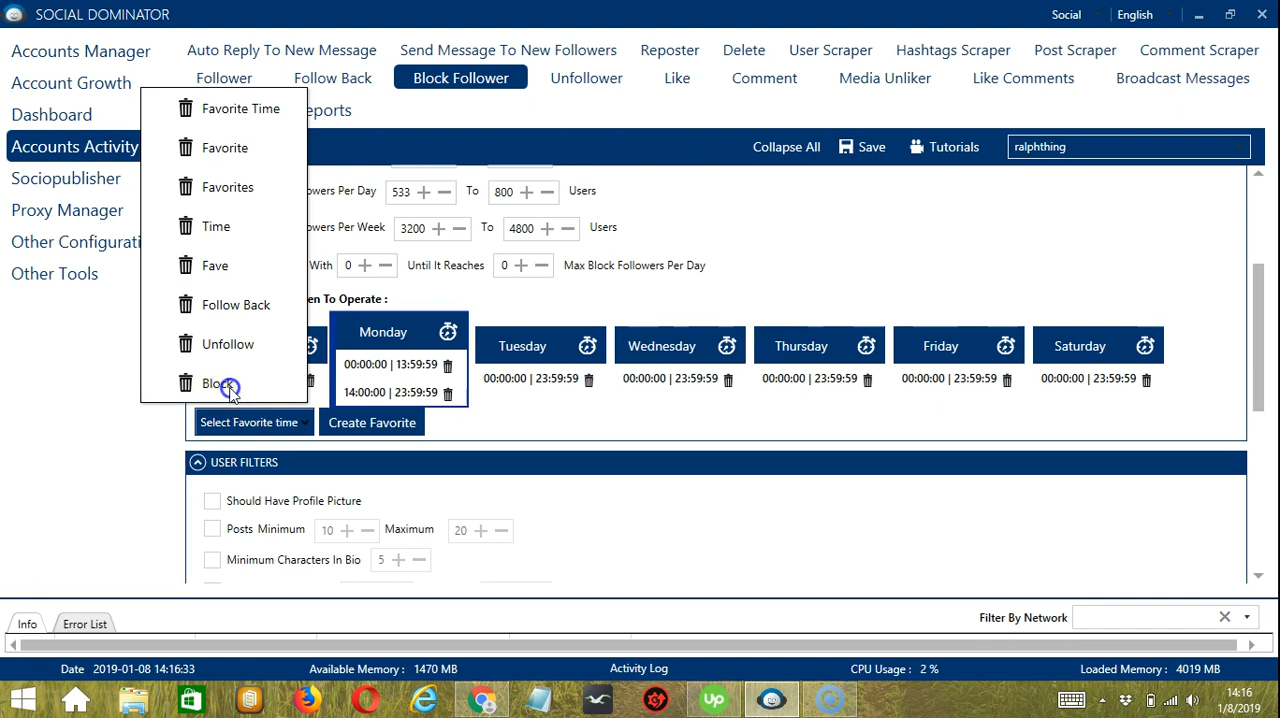 SOCIAL DOMINATOR Social English
Accounts Manager
Account Growth
Dashboard
Accounts Activity
Sociopublisher
Proxy Manager
Other Configurati
Other Tools
Auto Reply To New Message Send Message To New Followers Reposter Delete User Scraper Hashtags Scraper Post Scraper Comment Scraper
Follower Follow Back Block Follower Unfollower Like Comment Media Unliker Like Comments Broadcast Messages
eports
Collapse All Save Tutorials ralphthing
Favorite Time
Favorite
Favorites
Time
Fave
Follow Back
Unfollow
Block
owers Per Day 533 To 800 Users
owers Per Week 3200 To 4800 Users
With 0 Until It Reaches 0 Max Block Followers Per Day
en To Operate :
Monday Tuesday Wednesday Thursday Friday Saturday
00:00:00 | 13:59:59
14:00:00 | 23:59:59
00:00:00 | 23:59:59 00:00:00 | 23:59:59 00:00:00 | 23:59:59 00:00:00 | 23:59:59 00:00:00 | 23:59:59
Select Favorite time Create Favorite
USER FILTERS
Should Have Profile Picture
Posts Minimum 10 Maximum 20
Minimum Characters In Bio 5
Info Error List Filter By Network
Date 2019-01-08 14:16:33 Available Memory : 1470 MB Activity Log CPU Usage : 2 % Loaded Memory : 4019 MB
up
14:16
1/8/2019